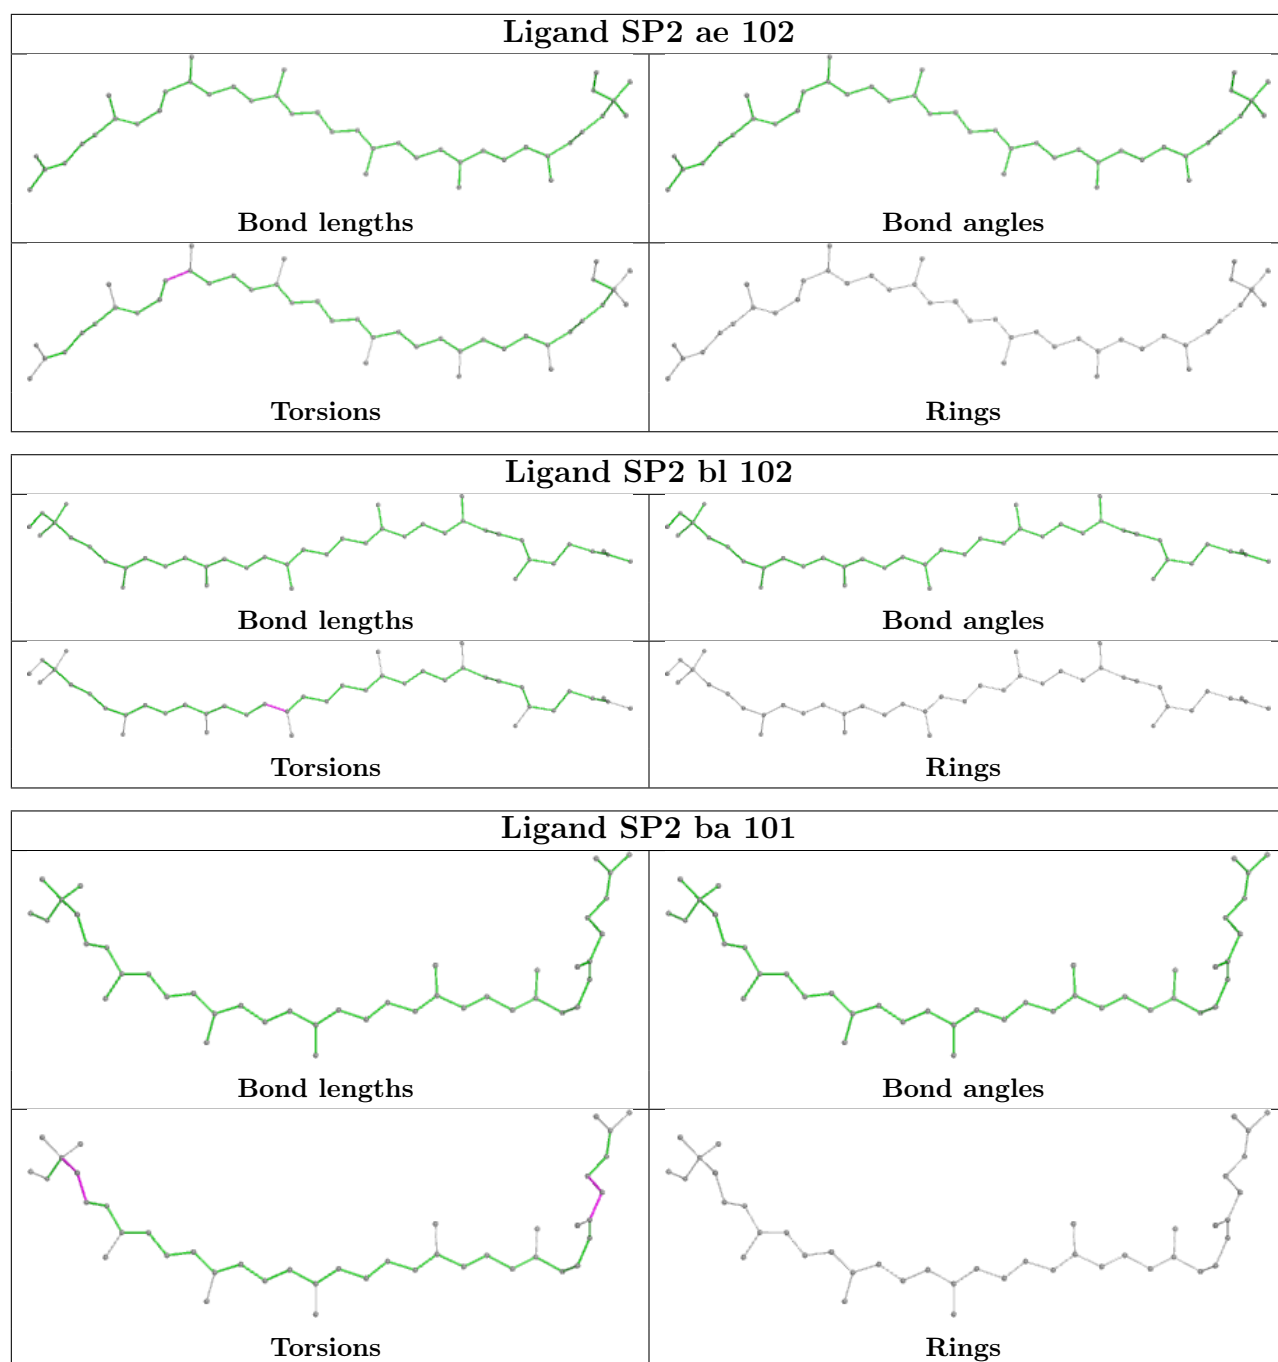 Ligand SP2 ae 102
Bond lengths
Bond angles
Torsions
Rings
Ligand SP2 bl 102
Bond lengths
Bond angles
Torsions
Rings
Ligand SP2 ba 101
Bond lengths
Bond angles
Torsions
Rings